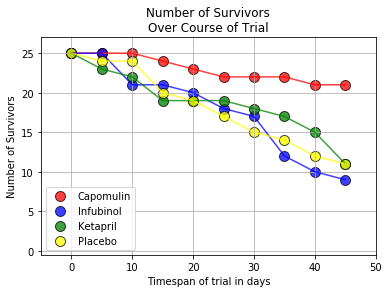 Number of Survivors
Over Course of Trial
Number of Survivors
25
20
15
10
5
0
Capomulin
Infubinol
Ketapril
Placebo
0
10
20
30
40
50
Timespan of trial in days